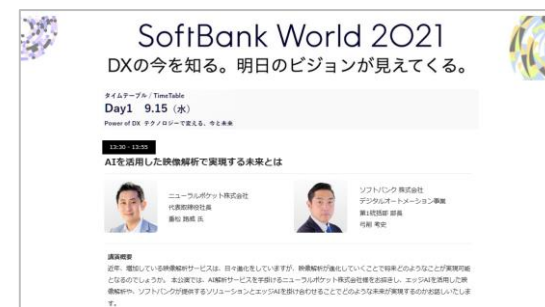 SoftBank World 2021
DXの今を知る。明日のビジョンが見えてくる。
タイムテーブル / TimeTable
Day1 9.15（水）
Power of DX テクノロジーで変える、今と未来
13:30 - 13:55
AIを活用した映像解析で実現する未来とは
ニューラルポケット株式会社
代表取締役社長
重松 路威 氏
ソフトバンク 株式会社
デジタルオートメーション事業
第1統括部 部長
弓削 考史
講演概要
近年、増加している映像解析サービスは、日々進化をしていますが、映像解析が進化していくことで将来どのようなことが実現可能
となるのでしょうか。本公演では、AI解析サービスを手掛けるニューラルポケット株式会社様をお招きし、エッジAIを活用した映
像解析や、ソフトバンクが提供するソリューションとエッジAIを掛け合わせることでどのような未来が実現するのかお話しいたしま
す。